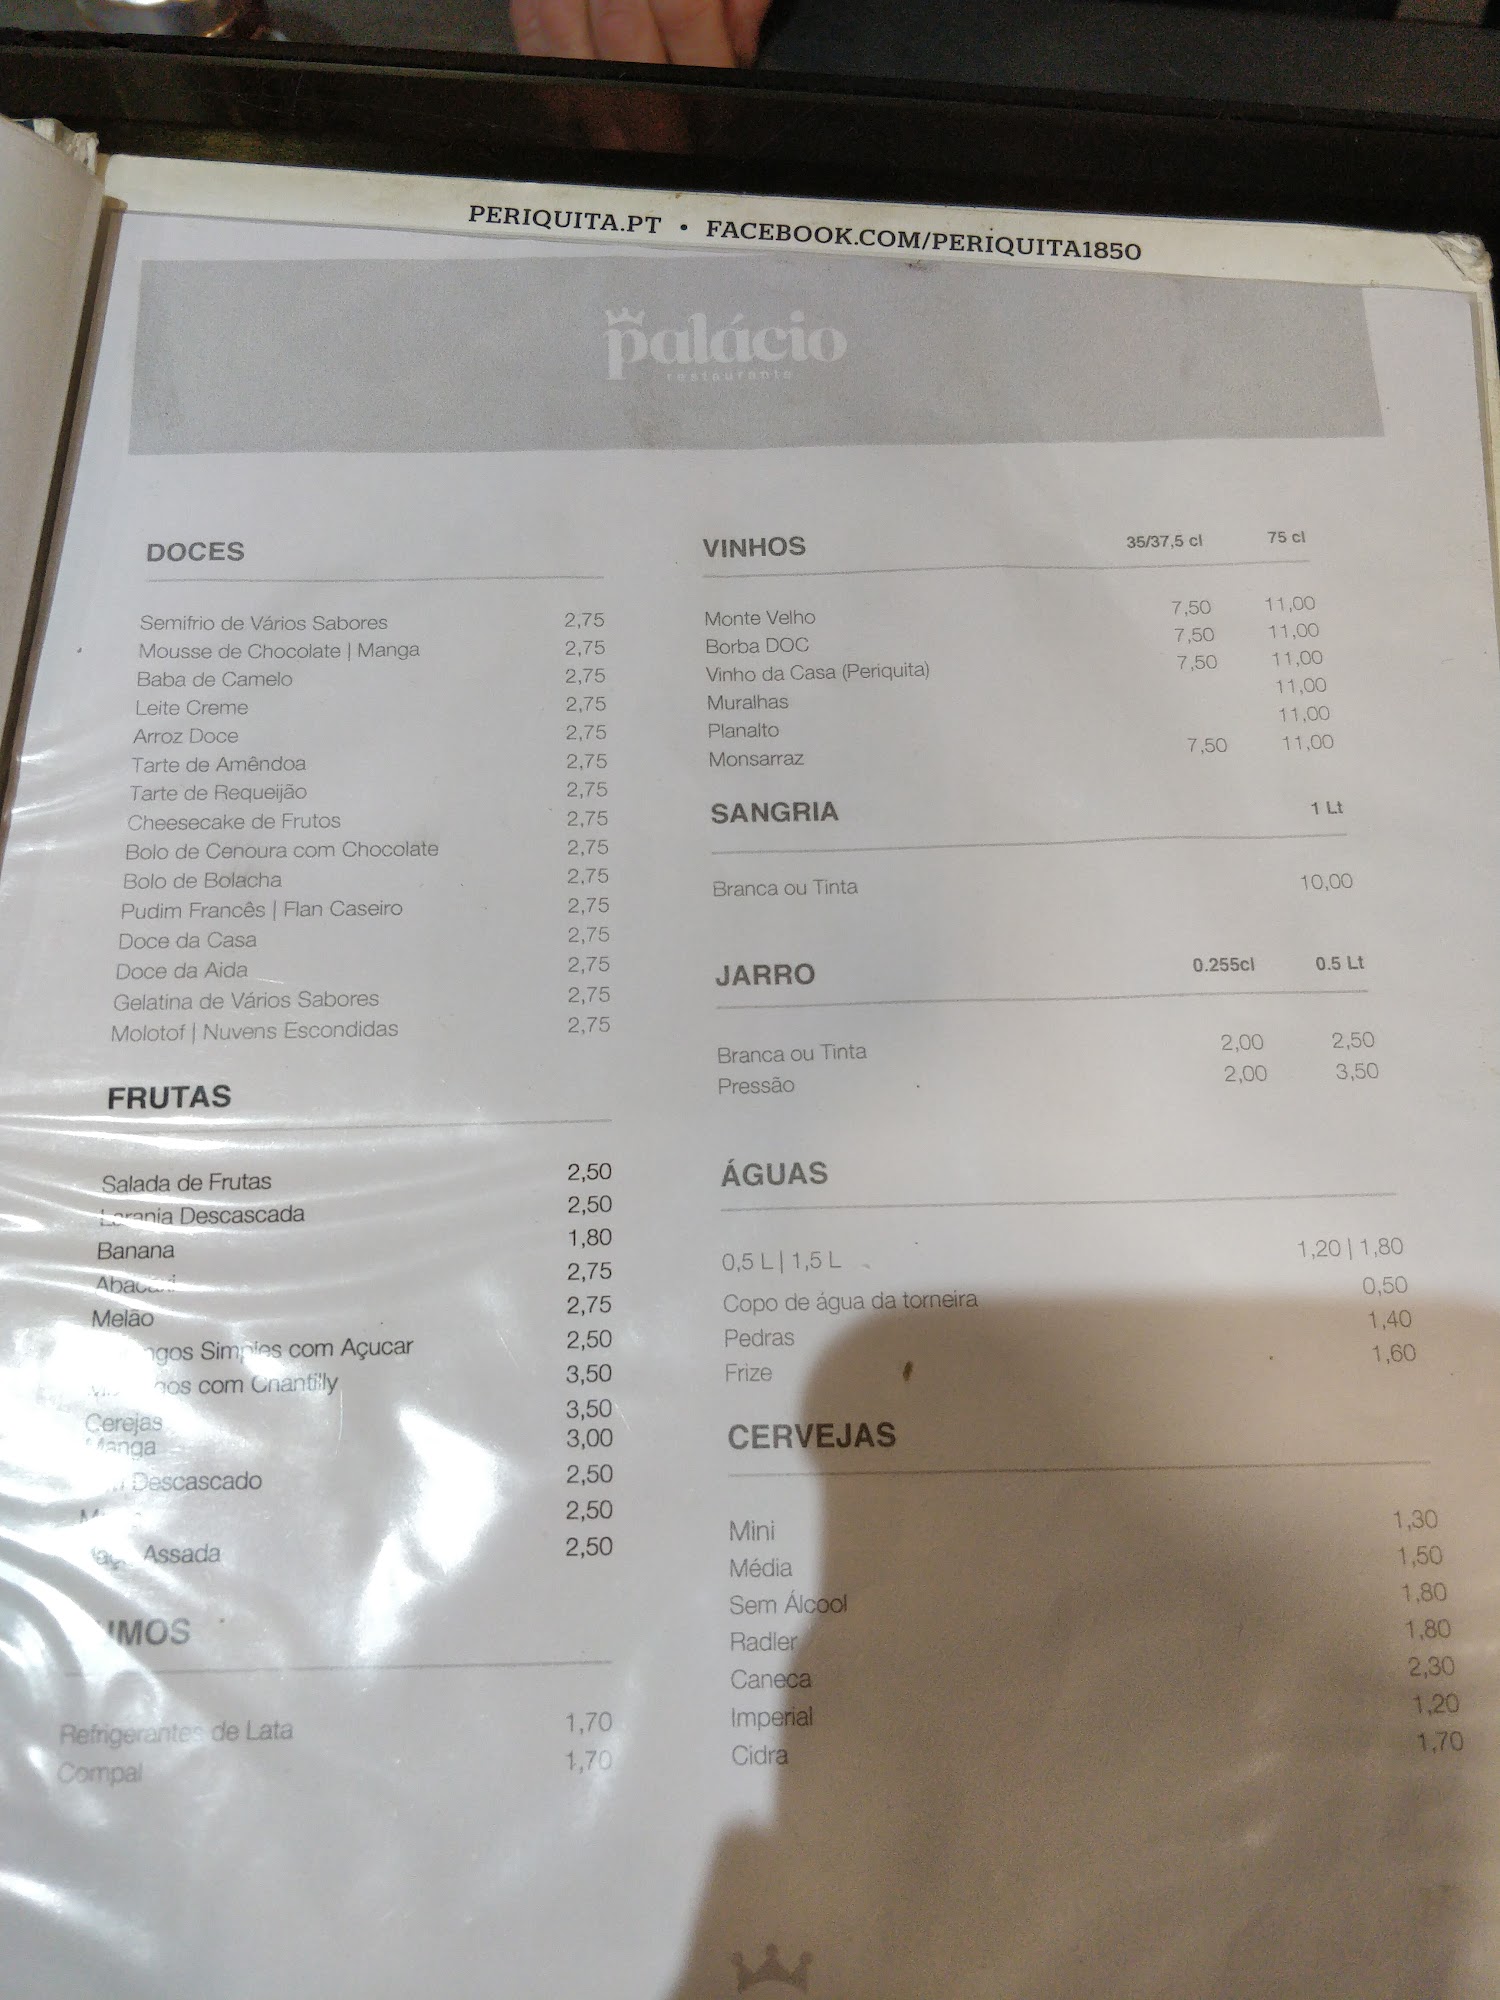 PERIQUITA.PT • FACEBOOK.COM/PERIQUITA1850
palácio
restaurante
DOCES
Semifrio de Vários Sabores 2,75
Mousse de Chocolate | Manga 2,75
Baba de Camelo 2,75
Leite Creme 2,75
Arroz Doce 2,75
Tarte de Amêndoa 2,75
Tarte de Requeijão 2,75
Cheesecake de Frutos 2,75
Bolo de Cenoura com Chocolate 2,75
Bolo de Bolacha 2,75
Pudim Francês | Flan Caseiro 2,75
Doce da Casa 2,75
Doce da Aida 2,75
Gelatina de Vários Sabores 2,75
Molotof | Nuvens Escondidas 2,75
FRUTAS
Salada de Frutas 2,50
Laranja Descascada 2,50
Banana 1,80
2,75
Melão 2,75
Simples com Açucar 2,50
com Chantilly 3,50
Cerejas 3,50
Manga 3,00
Descascado 2,50
2,50
Assada 2,50
Refrigerantes de Lata 1,70
Compal 1,70
VINHOS 35/37,5 cl 75 cl
Monte Velho 7,50 11,00
Borba DOC 7,50 11,00
Vinho da Casa (Periquita) 7,50 11,00
Muralhas 11,00
Planalto 11,00
Monsarraz 7,50 11,00
SANGRIA 1 Lt
Branca ou Tinta 10,00
JARRO 0.255cl 0.5 Lt
Branca ou Tinta 2,00 2,50
Pressão 2,00 3,50
ÁGUAS
0,5 L | 1,5 L 1,20 | 1,80
Copo de água da torneira 0,50
Pedras 1,40
Frize 1,60
CERVEJAS
Mini 1,30
Média 1,50
Sem Álcool 1,80
Radler 1,80
Caneca 2,30
Imperial 1,20
Cidra 1,70